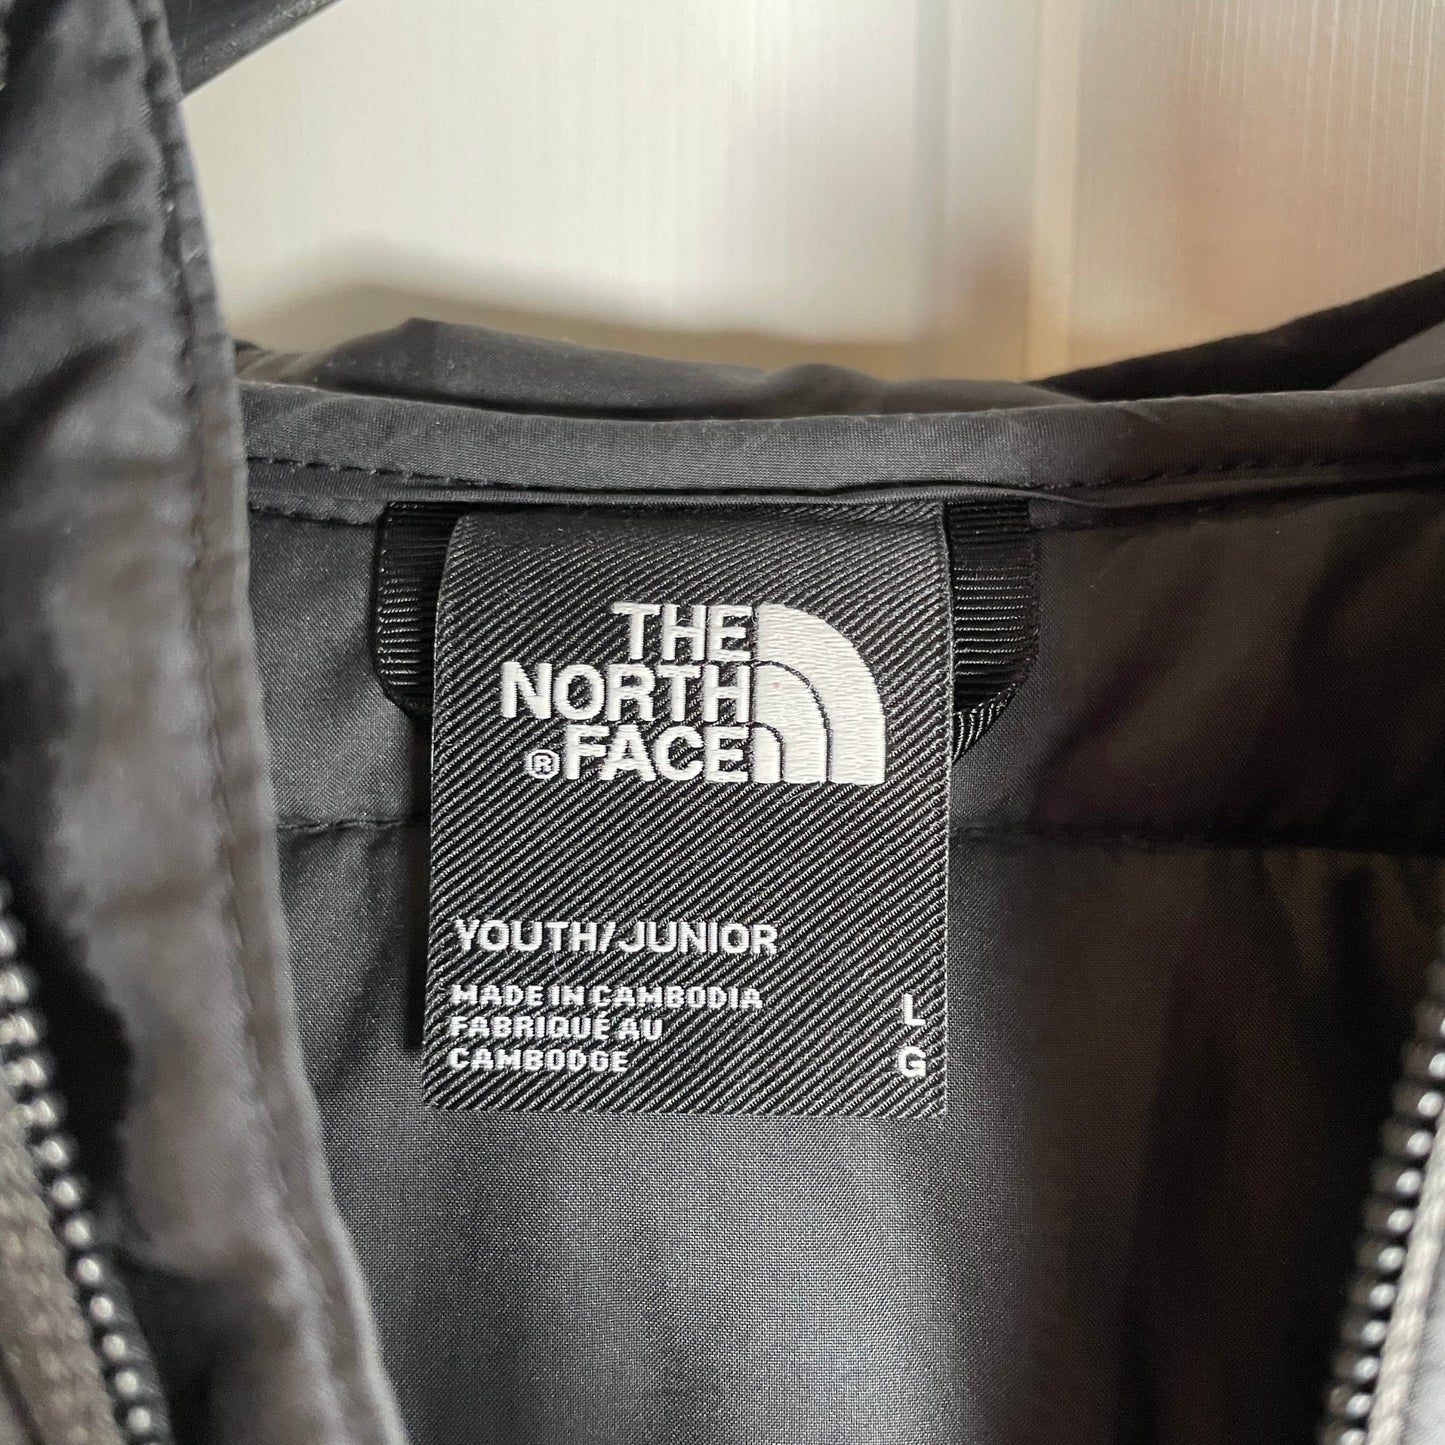 THE
NORTH
® FACE
YOUTH/JUNIOR
MADE IN CAMBODIA
FABRIQUÉ AU
CAMBODGE
L
G